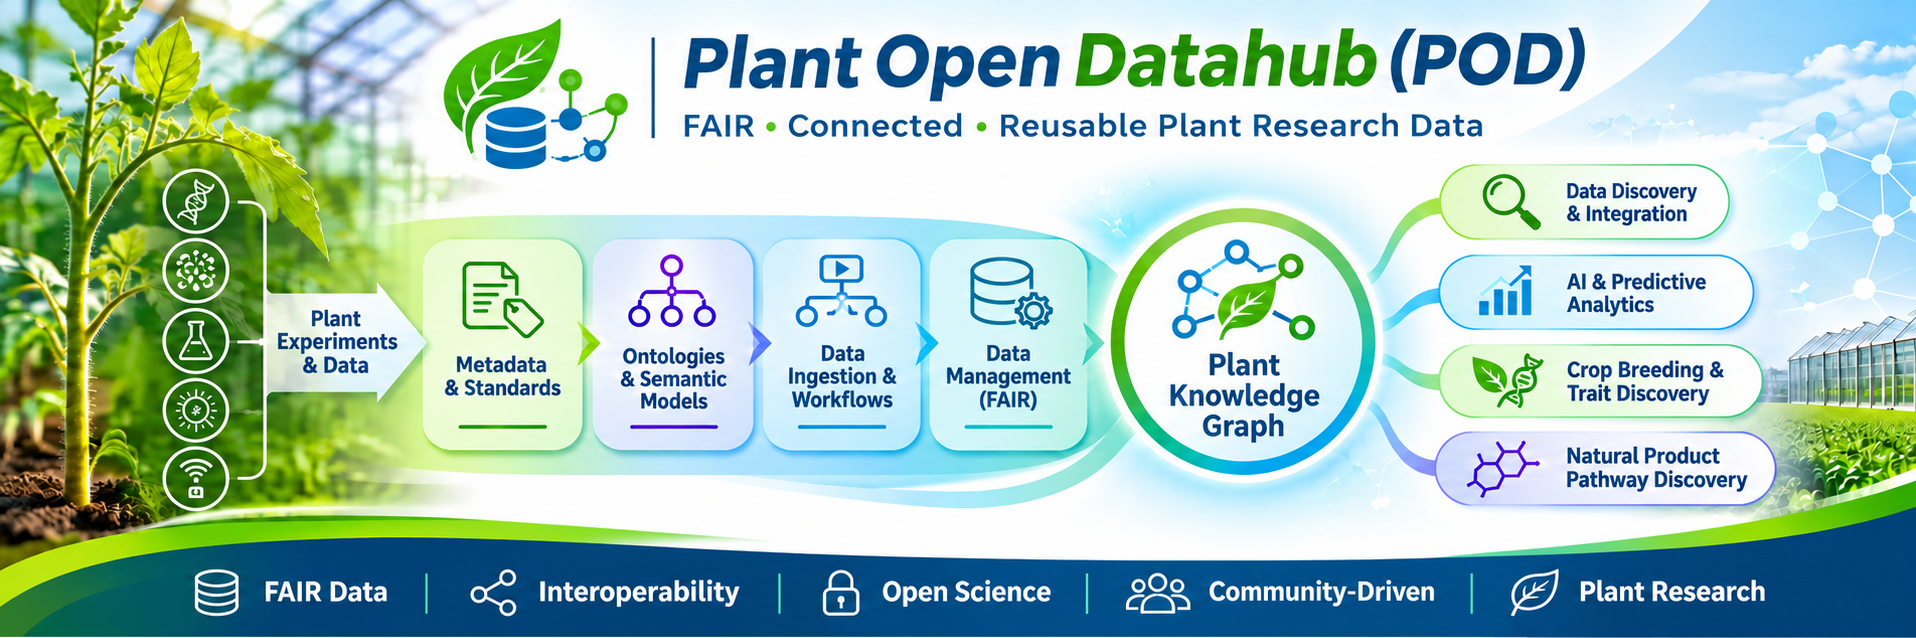 Plant Open Datahub (POD)
FAIR • Connected • Reusable Plant Research Data
Plant
Experiments
& Data
Metadata
& Standards
Ontologies
& Semantic
Models
Data
Ingestion &
Workflows
Data
Management
(FAIR)
Plant
Knowledge
Graph
Data Discovery
& Integration
AI & Predictive
Analytics
Crop Breeding &
Trait Discovery
Natural Product
Pathway Discovery
FAIR Data
Interoperability
Open Science
Community-Driven
Plant Research